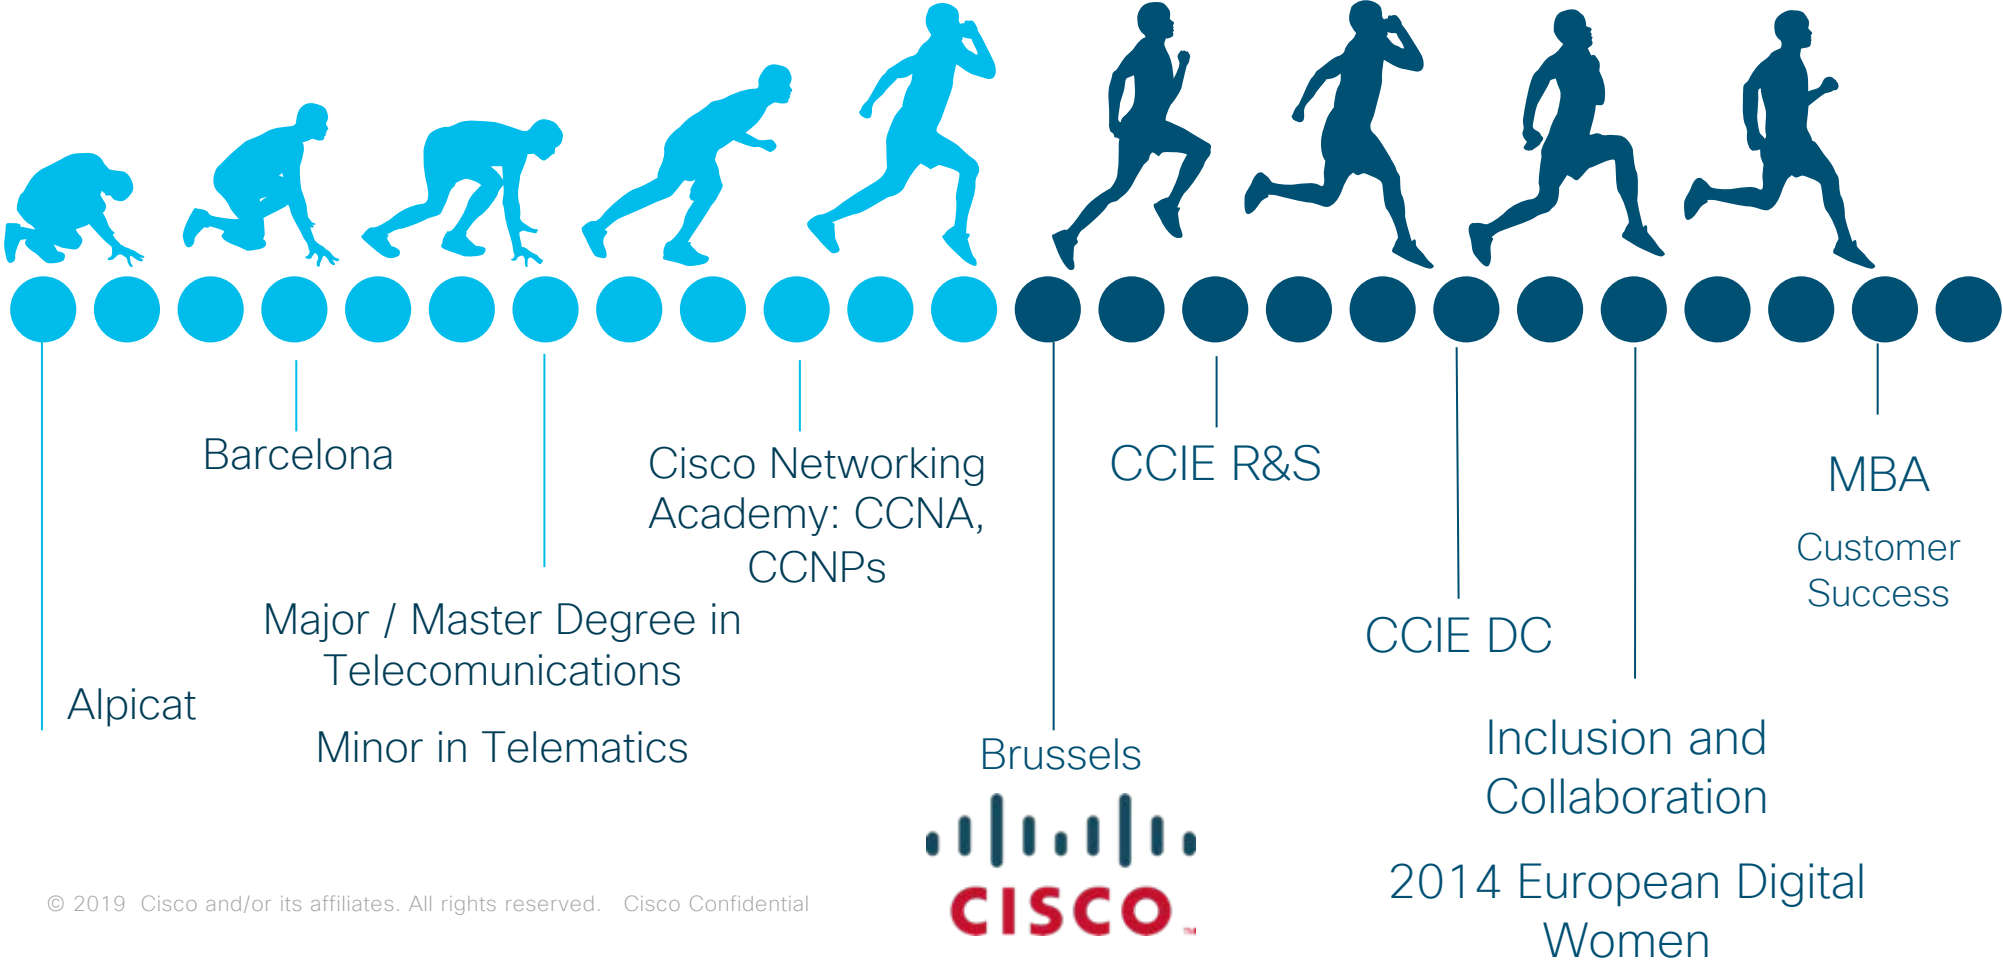 Barcelona
Cisco Networking
Academy: CCNA,
CCNPs
CCIE R&S
MBA
Customer
Success
Major / Master Degree in
Telecomunications
Minor in Telematics
CCIE DC
Alpicat
Brussels
CISCO
TM
Inclusion and
Collaboration
2014 European Digital
Women
© 2019 Cisco and/or its affiliates. All rights reserved. Cisco Confidential